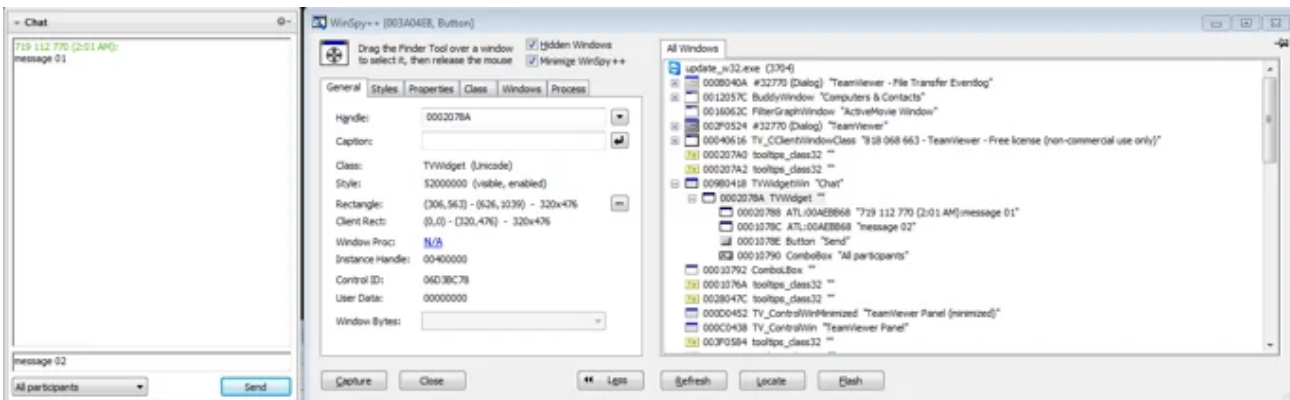 Chat
719 112 770 (2:01 AM):
message 01
message 02
All participants
Send
WinSpy++ [003A04E8, Button]
Drag the Finder Tool over a window
to select it, then release the mouse
Hidden Windows
Minimize WinSpy++
General Styles Properties Class Windows Process
Handle: 0002078A
Caption:
Class: TVWidget (Unicode)
Style: 52000000 (visible, enabled)
Rectangle: (306,563) - (626,1039) - 320x476
Client Rect: (0,0) - (320,476) - 320x476
Window Proc: N/A
Instance Handle: 00400000
Control ID: 06D3BC78
User Data: 00000000
Window Bytes:
Capture
Close
Less
All Windows
update_w32.exe (3704)
000B040A #32770 (Dialog) "TeamViewer - File Transfer Eventlog"
0012057C BuddyWindow "Computers & Contacts"
0016062C FilterGraphWindow "ActiveMovie Window"
002F0524 #32770 (Dialog) "TeamViewer"
00040616 TV_CClientWindowClass "818 068 663 - TeamViewer - Free license (non-commercial use only)"
000207A0 tooltips_class32 ""
000207A2 tooltips_class32 ""
009B0418 TVWidgetWin "Chat"
0002078A TVWidget ""
00020788 ATL:00AEBB68 "719 112 770 (2:01 AM):message 01"
0001078C ATL:00AEBB68 "message 02"
0001078E Button "Send"
00010790 ComboBox "All participants"
00010792 ComboLBox ""
0001076A tooltips_class32 ""
002B047C tooltips_class32 ""
000D0452 TV_ControlWinMinimized "TeamViewer Panel (minimized)"
000C0438 TV_ControlWin "TeamViewer Panel"
003F0584 tooltips_class32 ""
Refresh
Locate
Flash